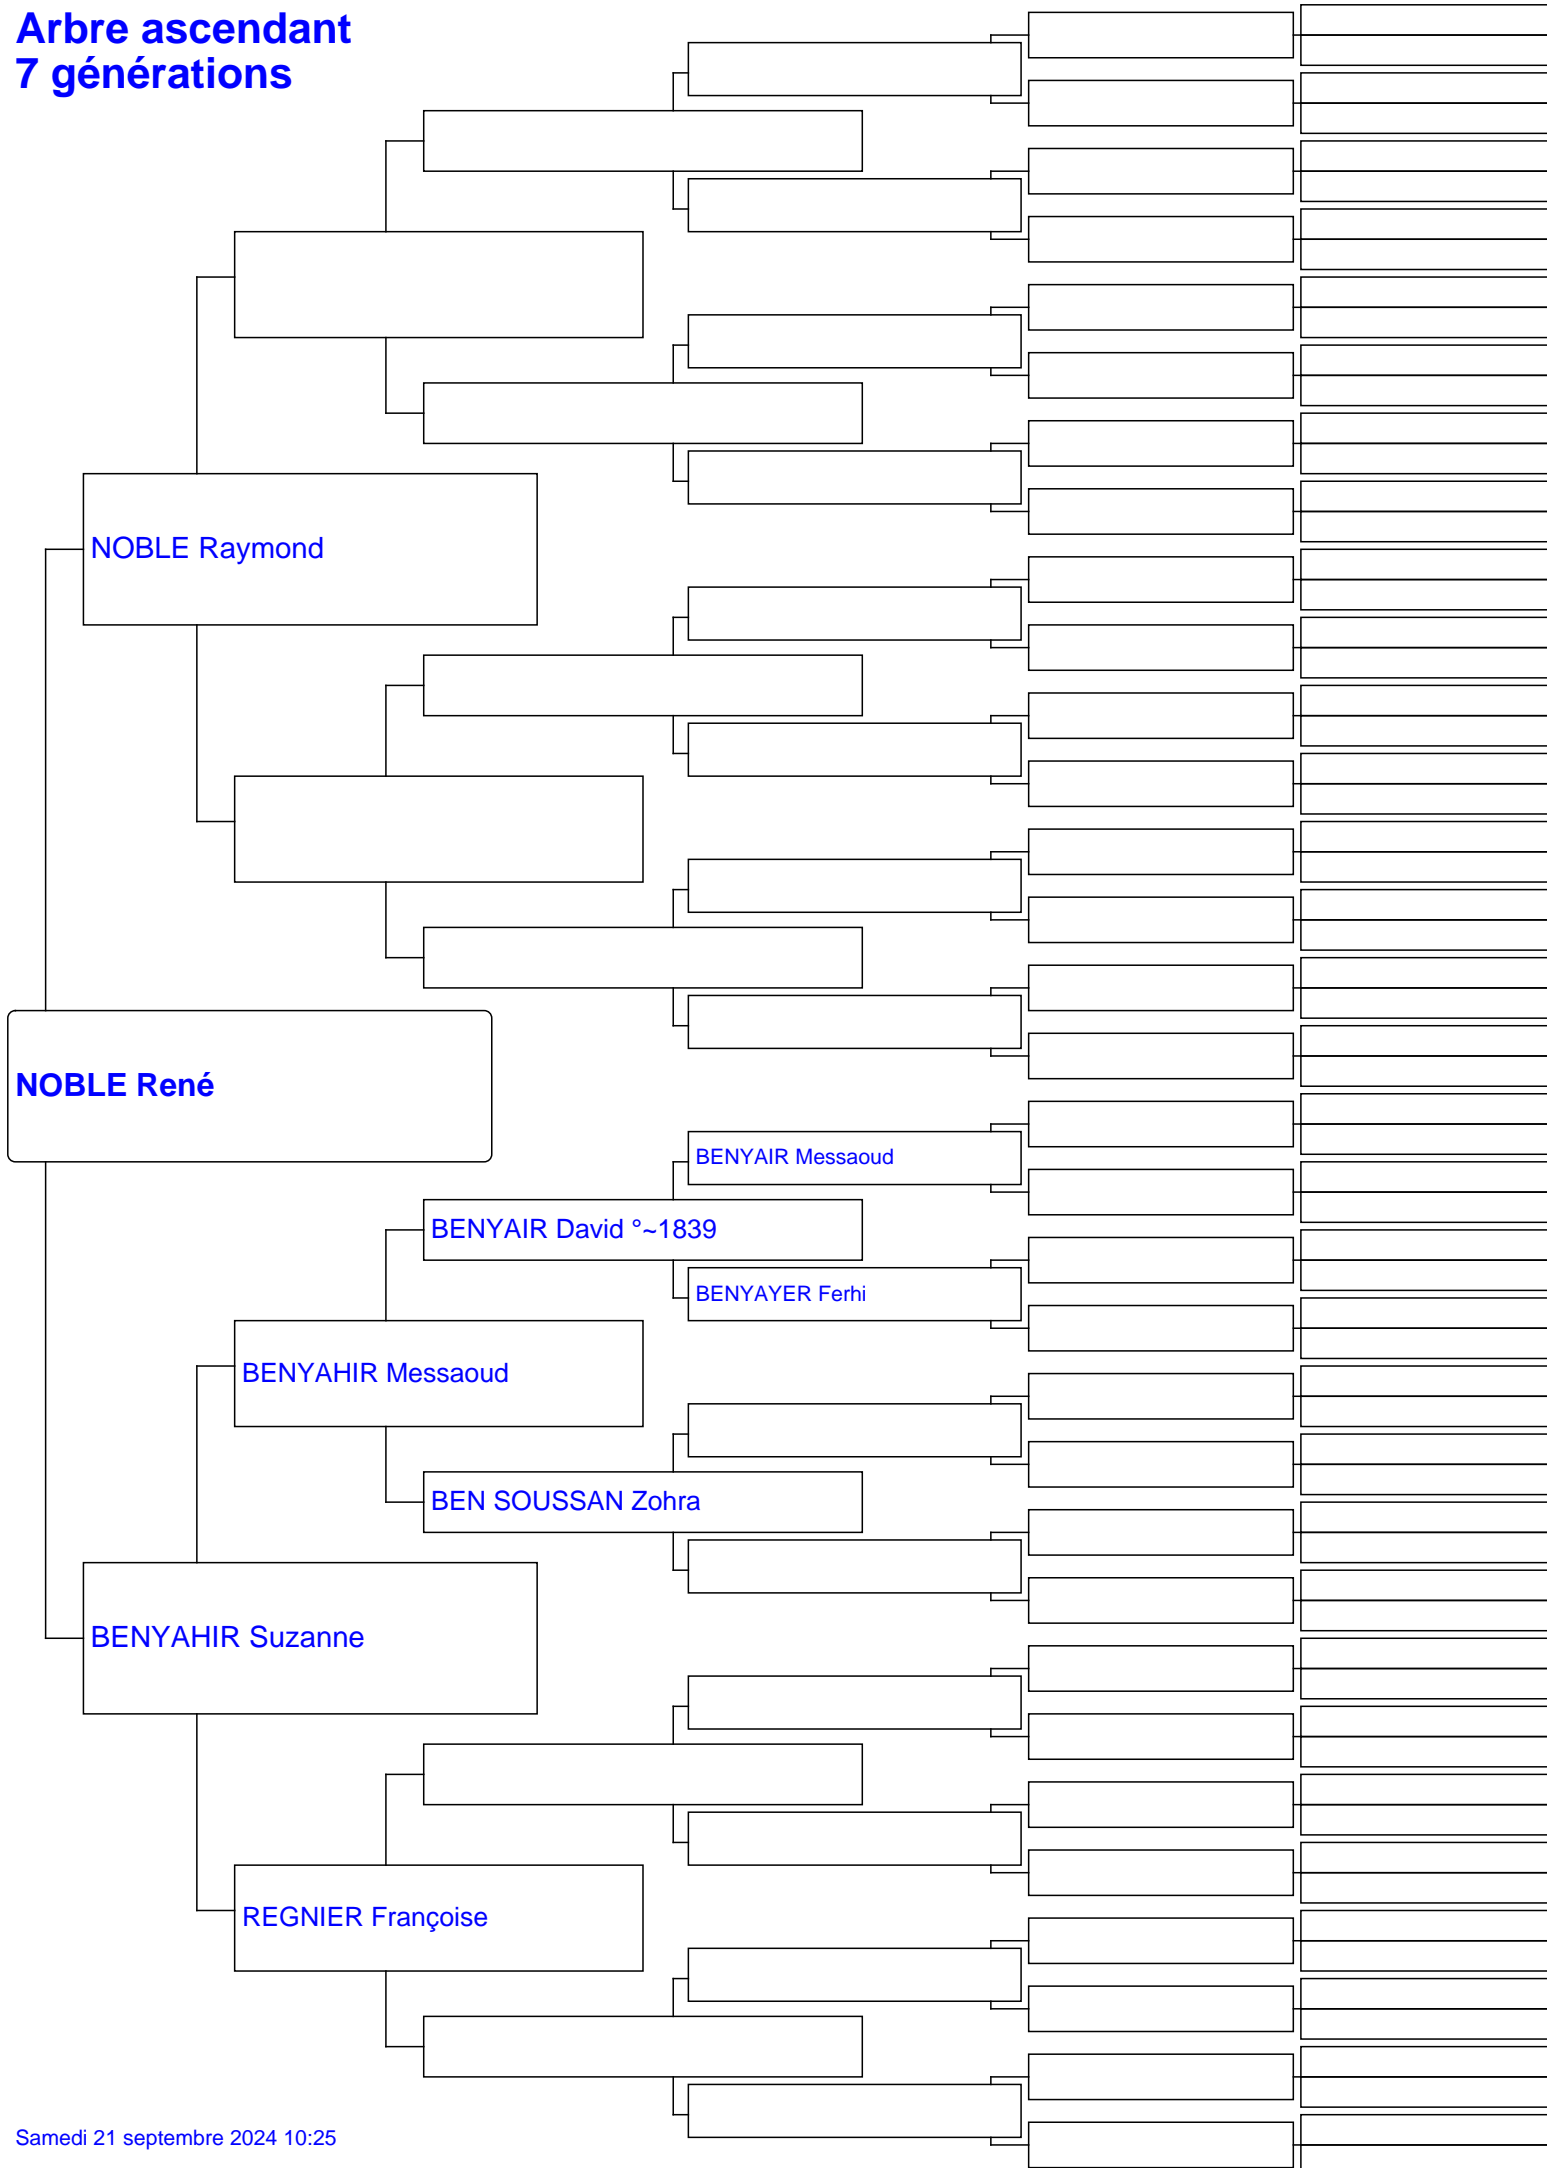 Arbre ascendant
7 générations
NOBLE Raymond
NOBLE René
BENYAIR Messaoud
BENYAIR David °~1839
BENYAYER Ferhi
BENYAHIR Messaoud
BEN SOUSSAN Zohra
BENYAHIR Suzanne
REGNIER Françoise
Samedi 21 septembre 2024 10:25